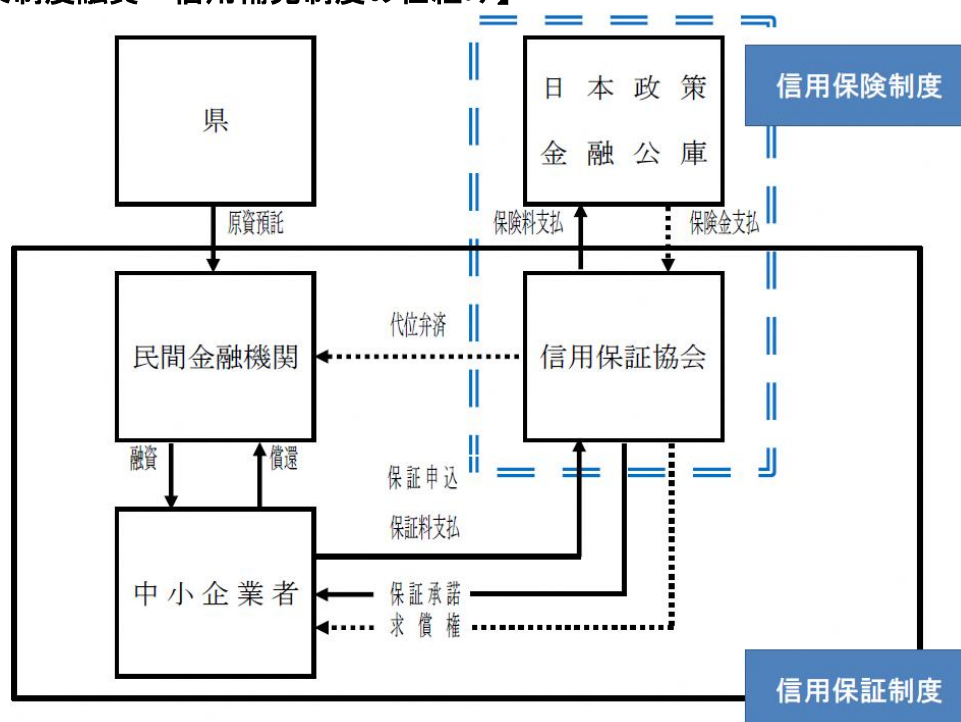 制度融資
信用補完制度の仕組み】
県
日本政策
金融公庫
信用保険制度
原資預託
保険料支払
保険金支払
民間金融機関
代位弁済
信用保証協会
融資
償還
保証申込
保証料支払
中小企業者
保証承諾
求償権
信用保証制度